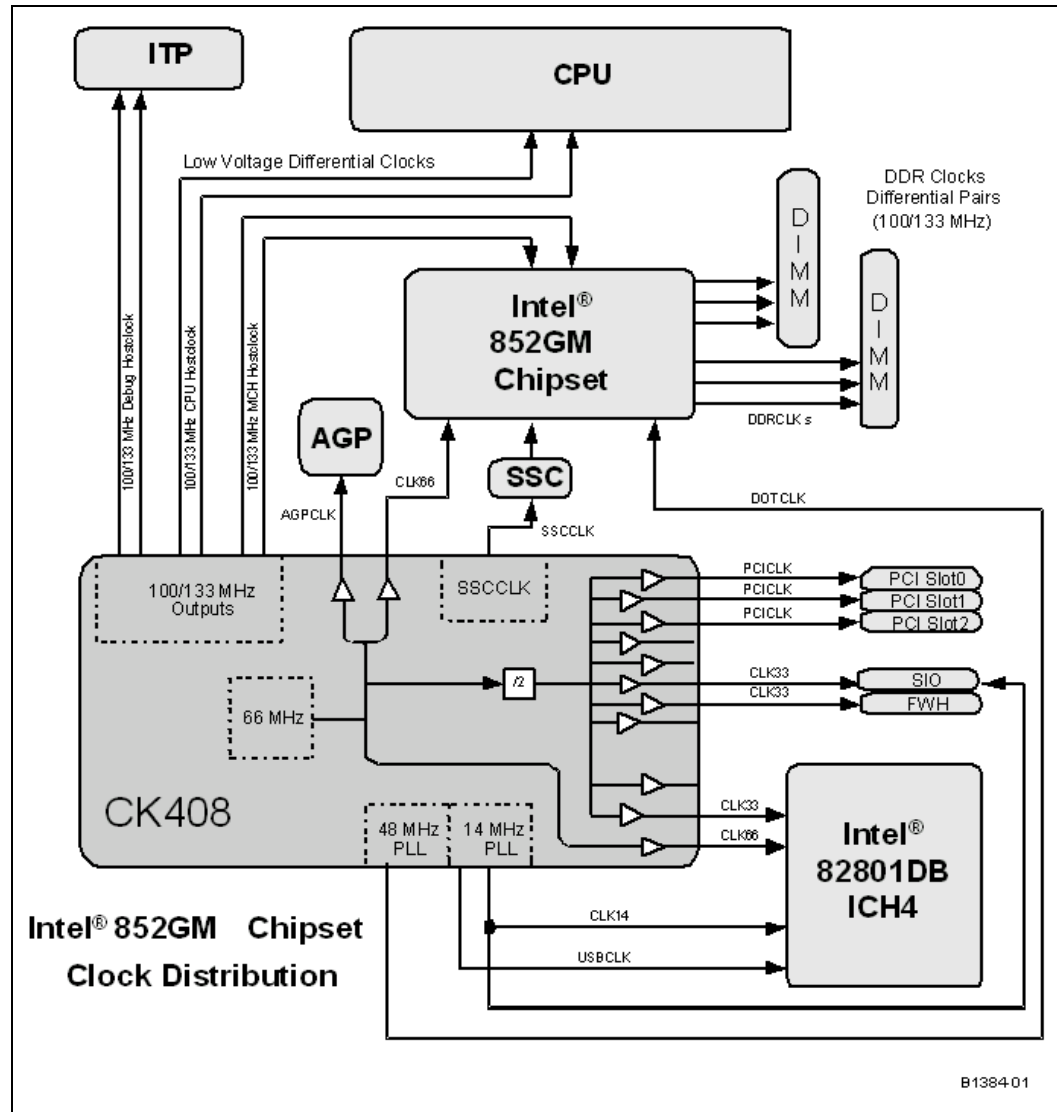 ITP
CPU
Low Voltage Differential Clocks
DDR Clocks
Differential Pairs
(100/133 MHz)
DIMM
DIMM
Intel®
852GM
Chipset
DDRCLK s
100/133 MHz Debug Hostclock
100/133 MHz CPU Hostclock
100/133 MHz MCH Hostclock
AGP
CLK66
SSC
AGPCLK
SSCCLK
DOTCLK
100/133 MHz
Outputs
SSCCLK
PCICLK
PCI Slot0
PCICLK
PCI Slot1
PCICLK
PCI Slot2
/2
CLK33
SIO
CLK33
FWH
66 MHz
CK408
48 MHz
PLL
14 MHz
PLL
CLK33
CLK66
Intel®
82801DB
ICH4
CLK14
USBCLK
Intel® 852GM Chipset
Clock Distribution
B1384-01